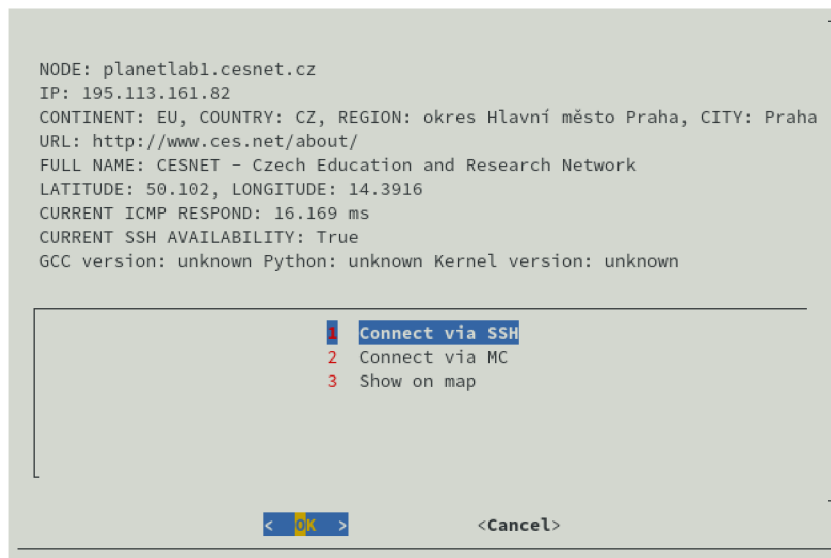 NODE: planetlab1.cesnet.cz
IP: 195.113.161.82
CONTINENT: EU, COUNTRY: CZ, REGION: okres Hlavní město Praha, CITY: Praha
URL: http://www.ces.net/about/
FULL NAME: CESNET - Czech Education and Research Network
LATITUDE: 50.102, LONGITUDE: 14.3916
CURRENT ICMP RESPOND: 16.169 ms
CURRENT SSH AVAILABILITY: True
GCC version: unknown Python: unknown Kernel version: unknown
1 Connect via SSH
2 Connect via MC
3 Show on map
< OK > <Cancel>